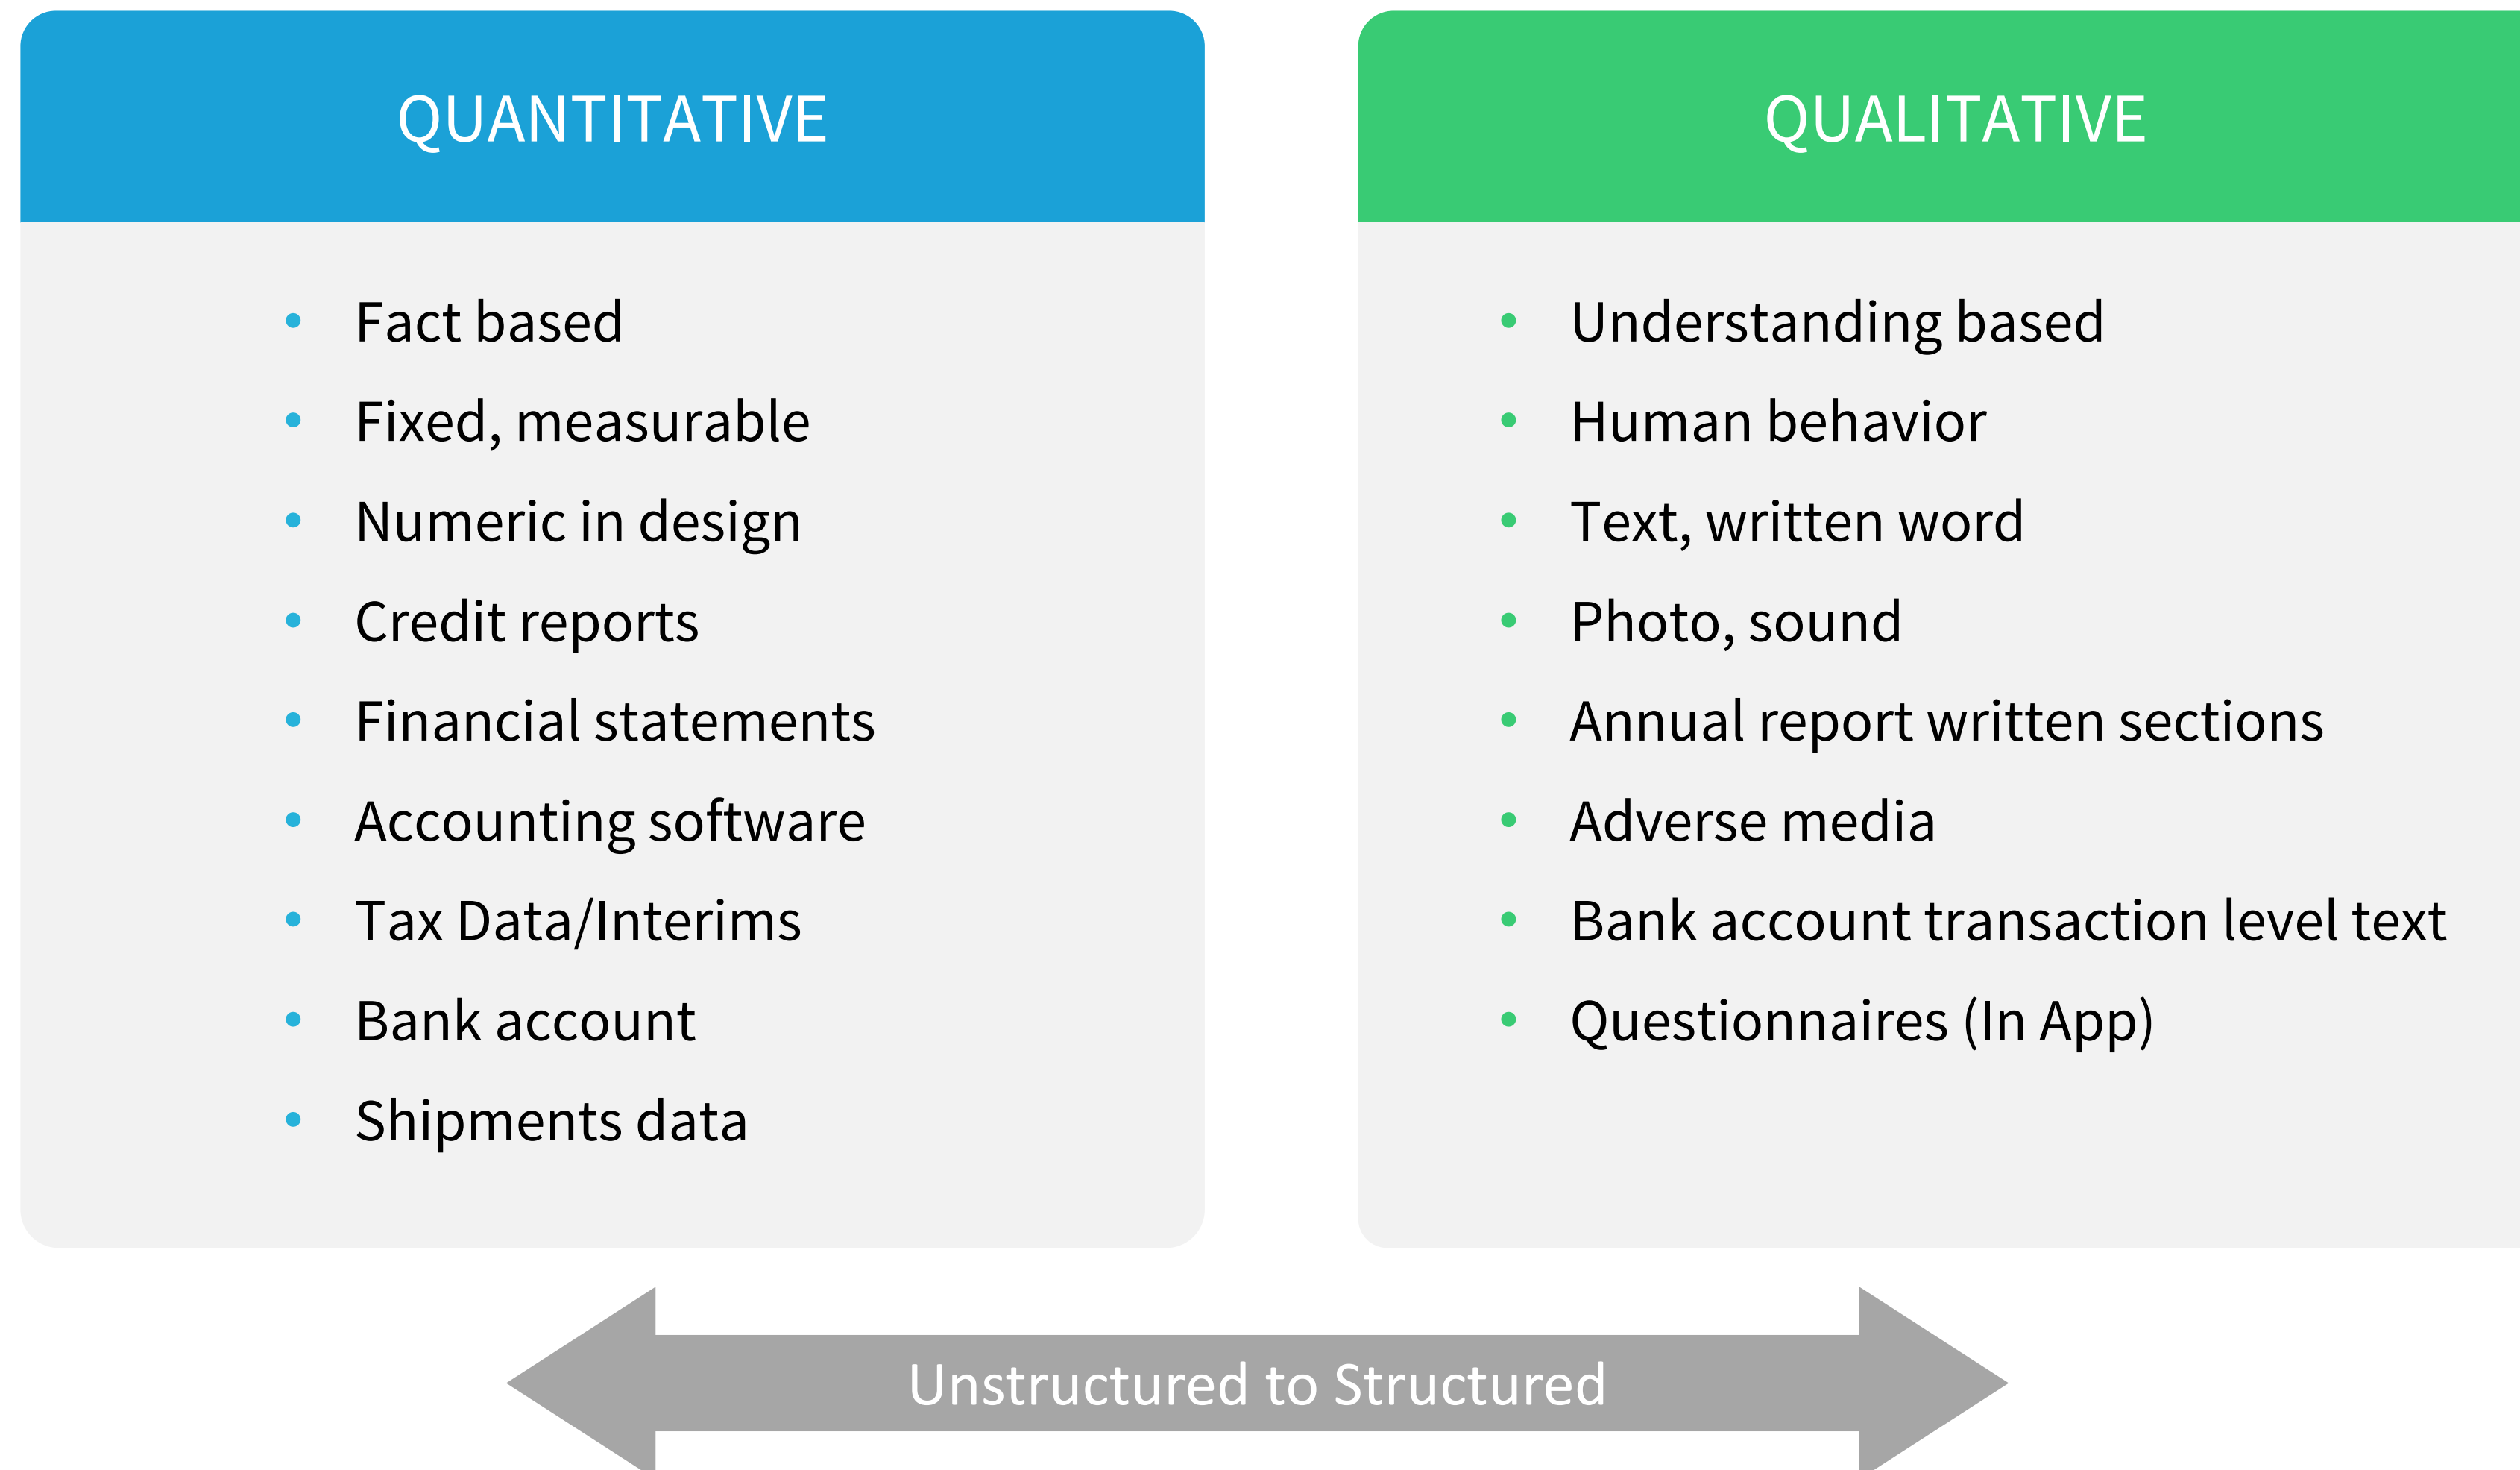 QUANTITATIVE
• Fact based
• Fixed, measurable
• Numeric in design
• Credit reports
• Financial statements
• Accounting software
• Tax Data/Interims
• Bank account
• Shipments data
QUALITATIVE
• Understanding based
• Human behavior
• Text, written word
• Photo, sound
• Annual report written sections
• Adverse media
• Bank account transaction level text
• Questionnaires (In App)
Unstructured to Structured